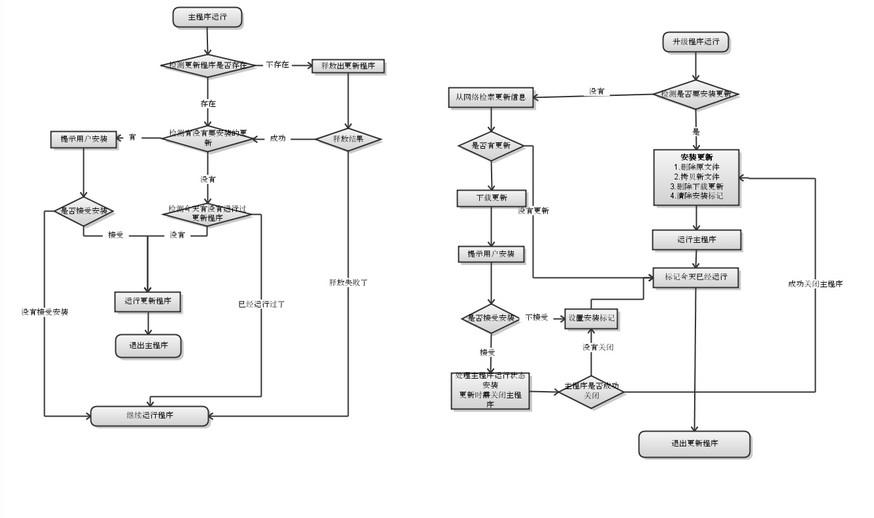 主程序运行
检测更新程序是否存在
不存在
释放出更新程序
存在
提示用户安装
有
检测有没有要安装的更
新
成功
释放结果
没有
是否接受安装
检测今天有没有运行过
更新程序
接受
没有
释放失败了
没有接受安装
运行更新程序
已经运行过了
退出主程序
继续运行程序
升级程序运行
从网络检索更新信息
没有
检测是否要安装更新
是
是否有更新
安装更新
1.删除原文件
2.拷贝新文件
3.删除下载更新
4.清除安装标记
下载更新
没有更新
运行主程序
提示用户安装
标记今天已经运行
成功关闭主程序
是否接受安装
不接受
设置安装标记
接受
没有关闭
处理主程序运行状态
安装
更新时需关闭主程
序
主程序是否成功
关闭
退出更新程序